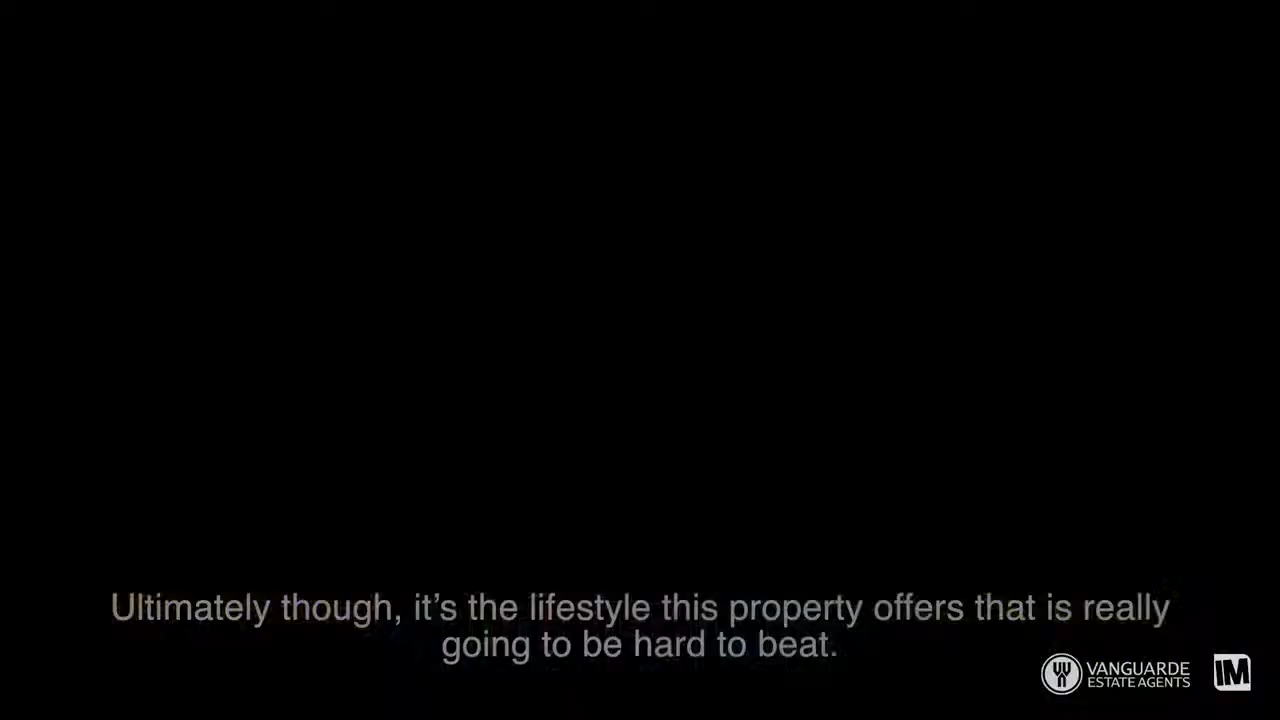 Ultimately though, it’s the lifestyle this property offers that is really
going to be hard to beat.
VANGUARDE
ESTATE AGENTS
IM